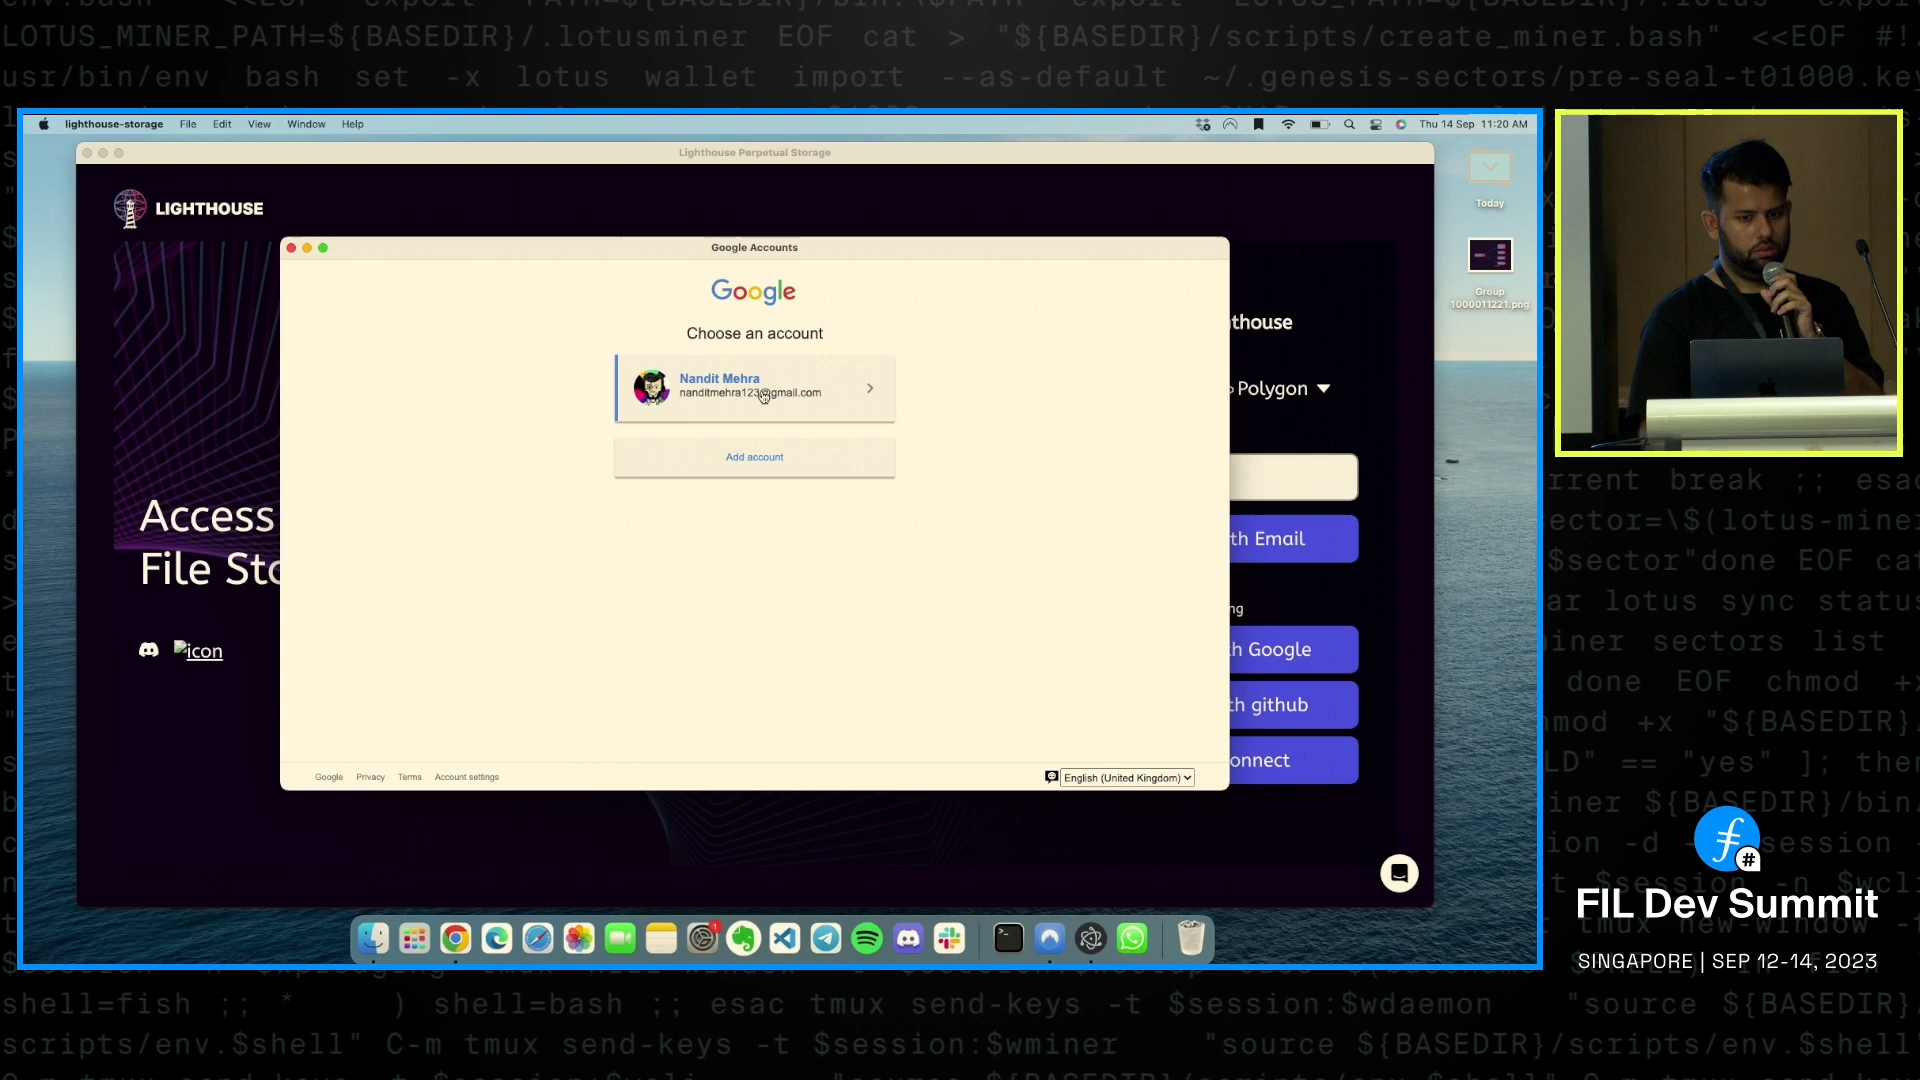 LOTUS_MINER_PATH=${BASEDIR}/.lotusminer EOF cat > "${BASEDIR}/scripts/create_miner.bash" <<EOF #!/
usr/bin/env bash set -x lotus wallet import --as-default ~/.genesis-sectors/pre-seal-t01000.key
lighthouse-storage File Edit View Window Help
Thu 14 Sep 11:20 AM
Lighthouse Perpetual Storage
LIGHTHOUSE
Today
Group
1000011221.png
Google Accounts
Google
Choose an account
Nandit Mehra
nanditmehra123@gmail.com
Add account
thouse
Polygon
th Email
ng
h Google
th github
onnect
Access
File Sto
icon
Google Privacy Terms Account settings
English (United Kingdom)
rrent break ;; esac
ector=\$(lotus-miner
$sector"done EOF cat
ar lotus sync status
iner sectors list
done EOF chmod +x
mod +x "${BASEDIR}/
LD" == "yes" ]; then
iner ${BASEDIR}/bin/
ion -d session
$session -n $wcli
tmux new-window -t
FIL Dev Summit
SINGAPORE | SEP 12-14, 2023
shell=fish ;; * ) shell=bash ;; esac tmux send-keys -t $session:$wdaemon "source ${BASEDIR}/
scripts/env.$shell" C-m tmux send-keys -t $session:$wminer "source ${BASEDIR}/scripts/env.$shell"